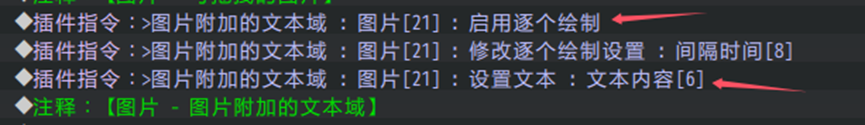 ◆插件指令：>图片附加的文本域 : 图片[21] : 启用逐个绘制
◆插件指令：>图片附加的文本域 : 图片[21] : 修改逐个绘制设置 : 间隔时间[8]
◆插件指令：>图片附加的文本域 : 图片[21] : 设置文本 : 文本内容[6]
◆注释：【图片 - 图片附加的文本域】